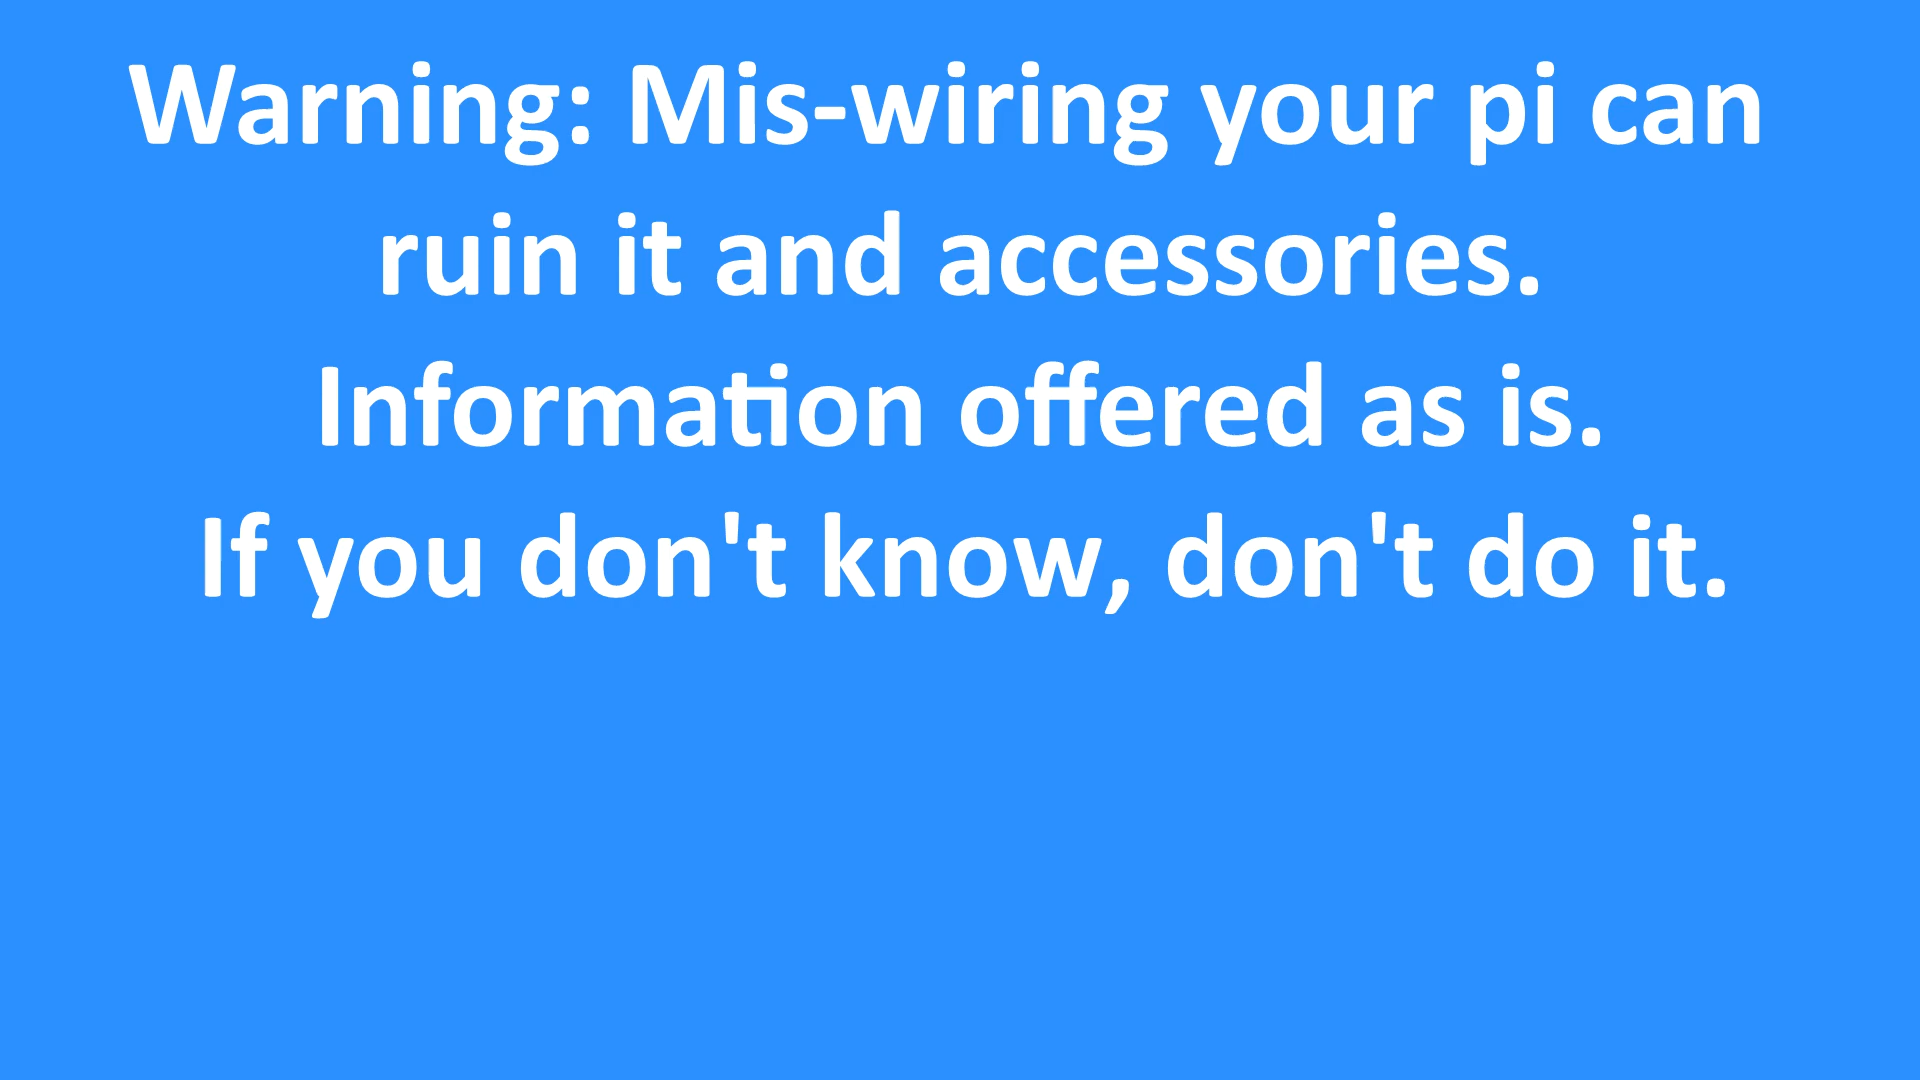 Warning: Mis-wiring your pi can
ruin it and accessories.
Information offered as is.
If you don't know, don't do it.